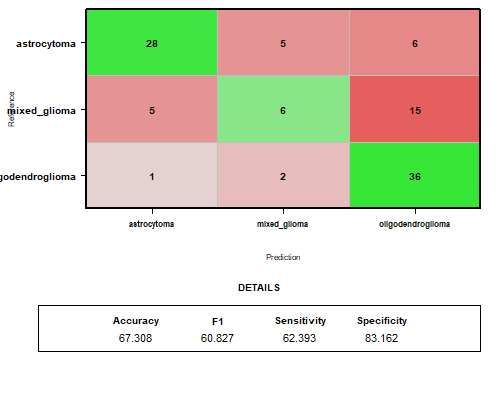 astrocytoma 28 5 6
Reference
mixed_glioma 5 6 15
godendroglioma 1 2 36
astrocytoma mixed_glioma oligodendroglioma
Prediction
DETAILS
Accuracy F1 Sensitivity Specificity
67.308 60.827 62.393 83.162